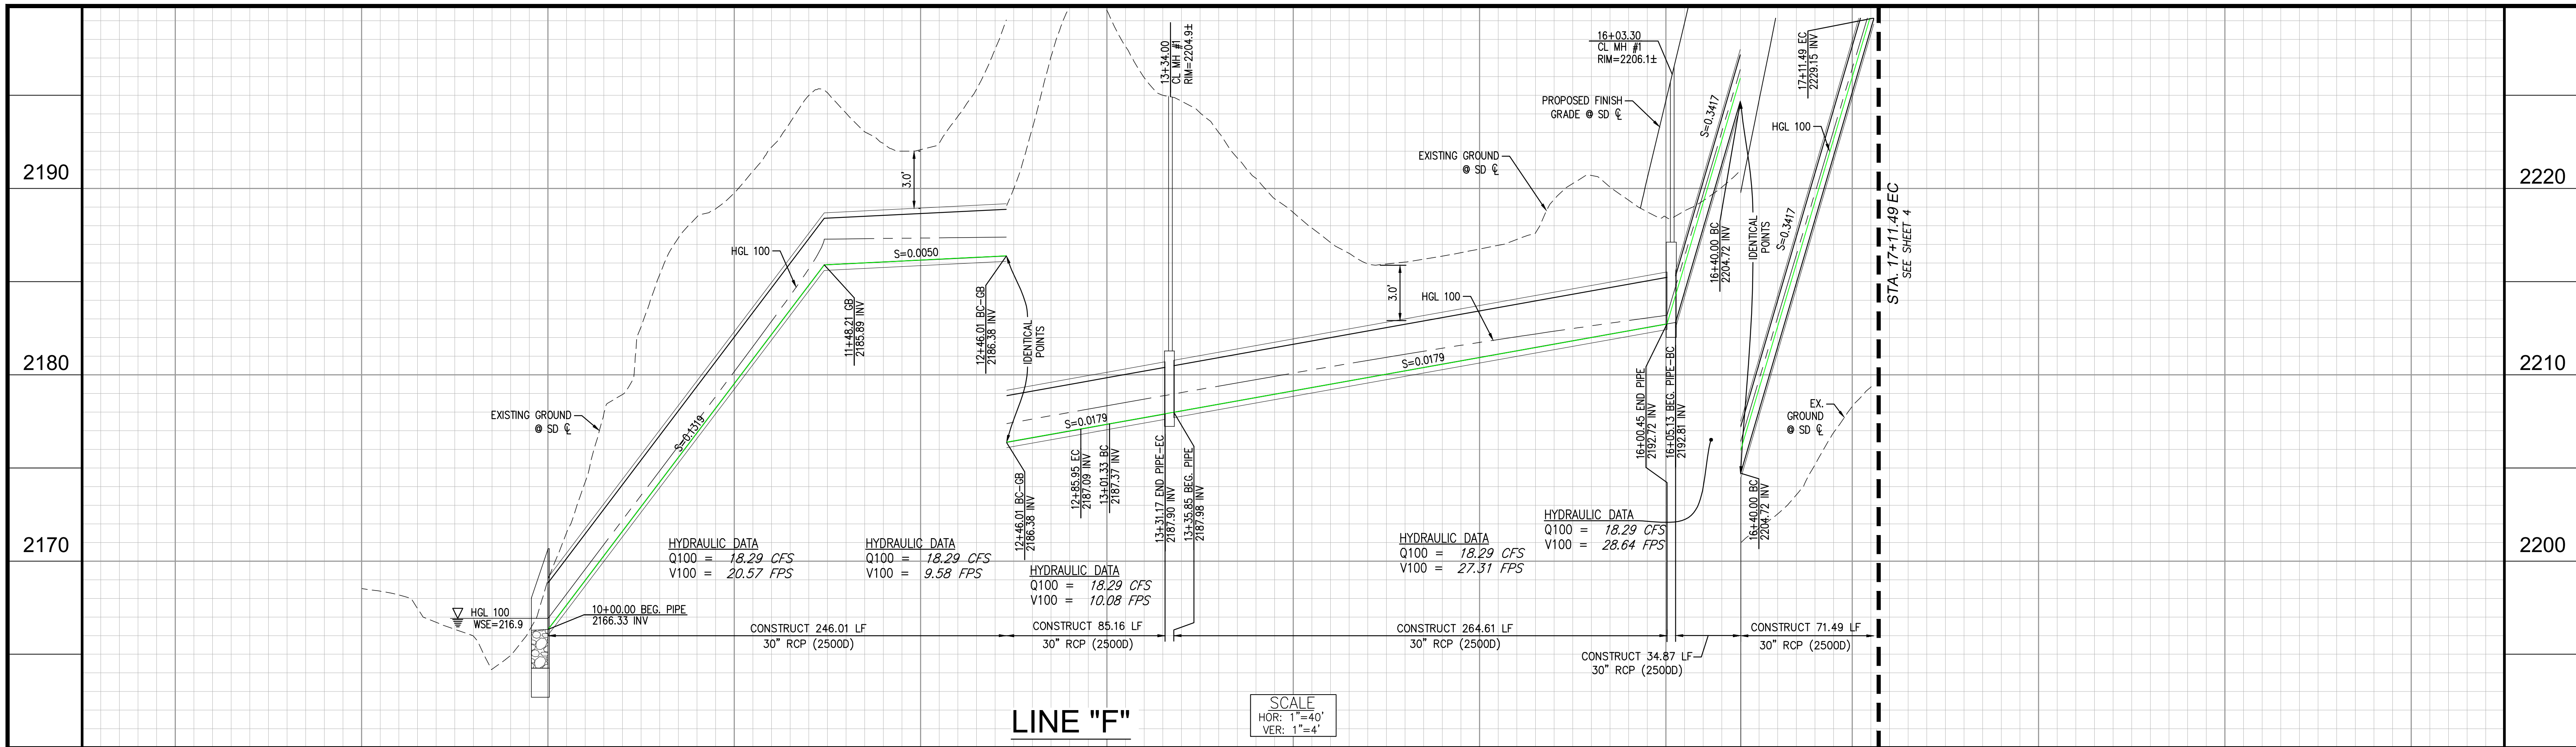 2190
2180
2170
2220
2210
2200
EXISTING GROUND
@ SD ℄
HGL 100
WSE=216.9
10+00.00 BEG. PIPE
2166.33 INV
S=0.1319
HGL 100
11+48.21 GB
2185.89 INV
S=0.0050
3.0'
12+46.01 BC-GB
2186.38 INV
IDENTICAL
POINTS
12+46.01 BC-GB
2186.38 INV
S=0.0179
12+85.95 EC
2187.09 INV
13+01.33 BC
2187.37 INV
13+34.00
CL MH #1
RIM=2204.9±
13+31.17 END PIPE-EC
2187.90 INV
13+35.85 BEG. PIPE
2187.98 INV
EXISTING GROUND
@ SD ℄
3.0'
HGL 100
S=0.0179
16+03.30
CL MH #1
RIM=2206.1±
PROPOSED FINISH
GRADE @ SD ℄
16+00.45 END PIPE
2192.72 INV
16+05.13 BEG. PIPE-BC
2192.81 INV
S=0.3417
16+40.00 BC
2204.72 INV
IDENTICAL
POINTS
16+40.00 BC
2204.72 INV
S=0.3417
HGL 100
17+11.49 EC
2229.15 INV
EX.
GROUND
@ SD ℄
STA. 17+11.49 EC
SEE SHEET 4
HYDRAULIC DATA
Q100 = 18.29 CFS
V100 = 20.57 FPS
HYDRAULIC DATA
Q100 = 18.29 CFS
V100 = 9.58 FPS
HYDRAULIC DATA
Q100 = 18.29 CFS
V100 = 10.08 FPS
HYDRAULIC DATA
Q100 = 18.29 CFS
V100 = 27.31 FPS
HYDRAULIC DATA
Q100 = 18.29 CFS
V100 = 28.64 FPS
CONSTRUCT 246.01 LF
30" RCP (2500D)
CONSTRUCT 85.16 LF
30" RCP (2500D)
CONSTRUCT 264.61 LF
30" RCP (2500D)
CONSTRUCT 34.87 LF
30" RCP (2500D)
CONSTRUCT 71.49 LF
30" RCP (2500D)
LINE "F"
SCALE
HOR: 1"=40'
VER: 1"=4'